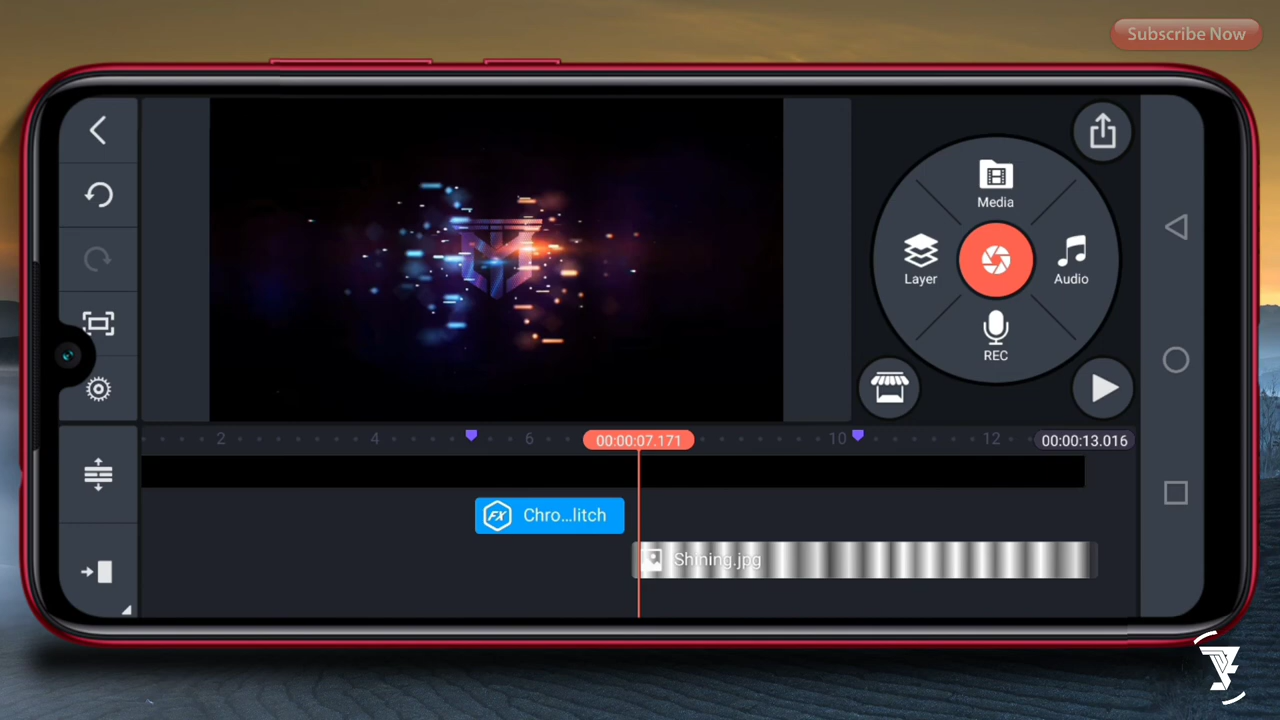 Subscribe Now
Media
Layer
Audio
REC
2
4
6
00:00:07.171
10
12
00:00:13.016
FX Chro...litch
Shining.jpg